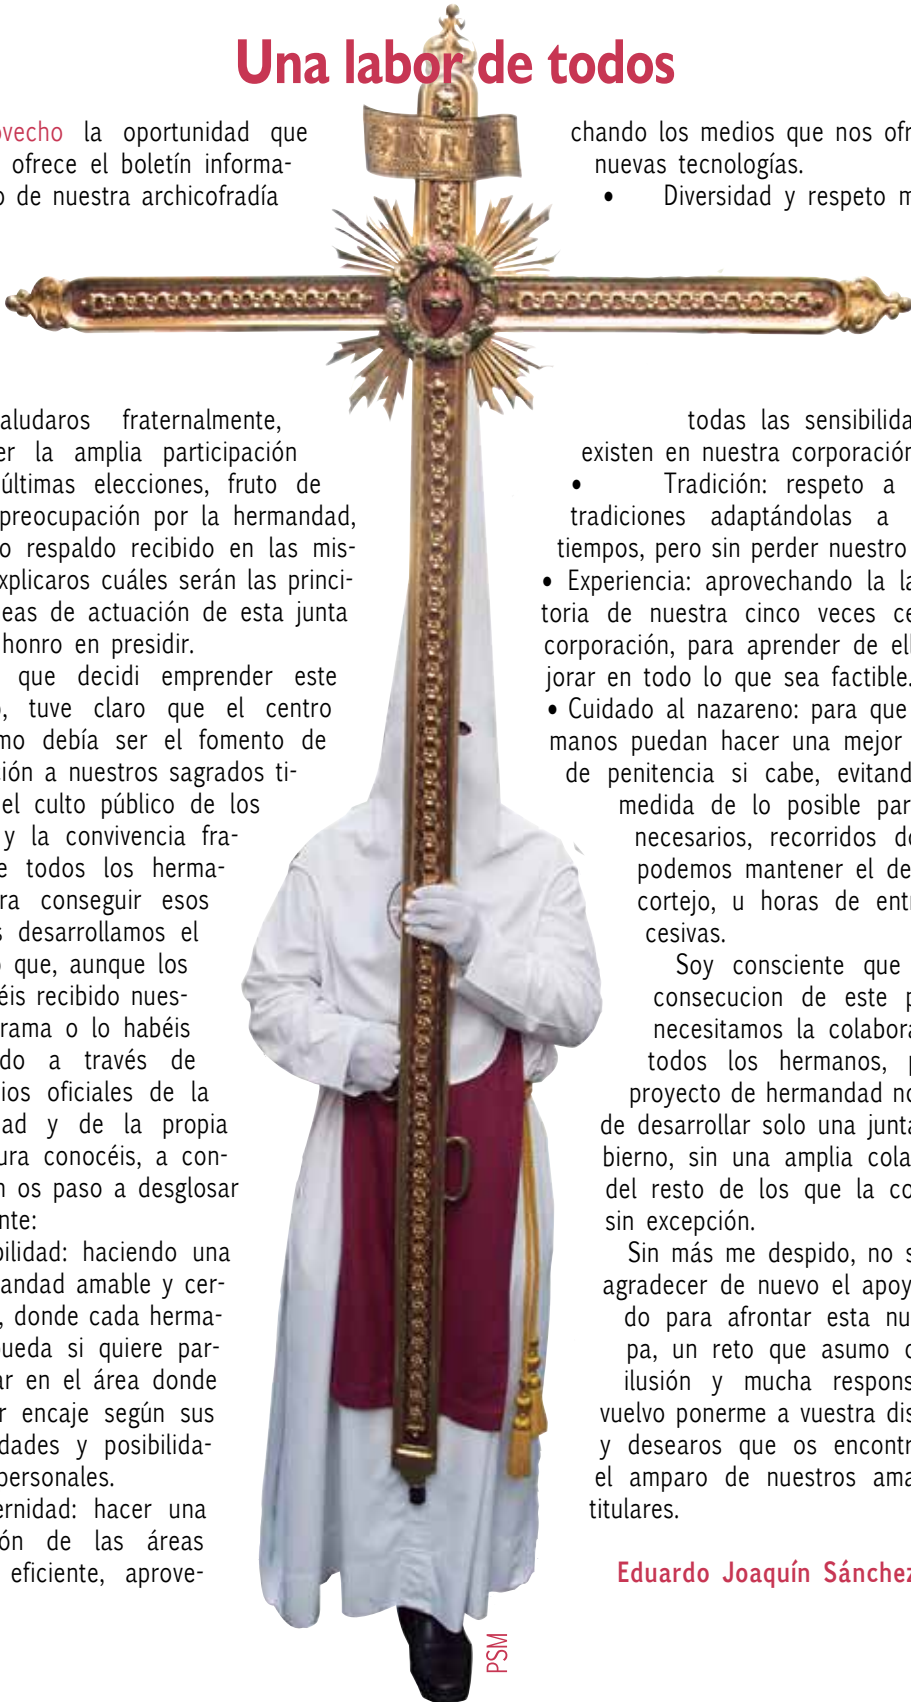 Una labor de todos
INRI
vecho la oportunidad que
ofrece el boletín informa-
o de nuestra archicofradía
aludaros fraternalmente,
er la amplia participación
últimas elecciones, fruto de
preocupación por la hermandad,
o respaldo recibido en las mis-
xplicaros cuáles serán las princi-
eas de actuación de esta junta
honro en presidir.
que decidi emprender este
o, tuve claro que el centro
mo debía ser el fomento de
ción a nuestros sagrados ti-
el culto público de los
y la convivencia fra-
e todos los herma-
ra conseguir esos
s desarrollamos el
o que, aunque los
éis recibido nues-
rama o lo habéis
do a través de
ios oficiales de la
ad y de la propia
ura conocéis, a con-
n os paso a desglosar
nte:
bilidad: haciendo una
andad amable y cer-
, donde cada herma-
ueda si quiere par-
ar en el área donde
r encaje según sus
dades y posibilida-
personales.
ernidad: hacer una
ón de las áreas
eficiente, aprove-
chando los medios que nos ofr
nuevas tecnologías.
• Diversidad y respeto m
todas las sensibilida
existen en nuestra corporación
• Tradición: respeto a
tradiciones adaptándolas a
tiempos, pero sin perder nuestro
• Experiencia: aprovechando la la
toria de nuestra cinco veces ce
corporación, para aprender de ell
jorar en todo lo que sea factible.
• Cuidado al nazareno: para que
manos puedan hacer una mejor
de penitencia si cabe, evitand
medida de lo posible par
necesarios, recorridos do
podemos mantener el de
cortejo, u horas de entr
cesivas.
Soy consciente que
consecucion de este p
necesitamos la colabora
todos los hermanos, p
proyecto de hermandad no
de desarrollar solo una junta
bierno, sin una amplia cola
del resto de los que la co
sin excepción.
Sin más me despido, no s
agradecer de nuevo el apoy
do para afrontar esta nu
pa, un reto que asumo c
ilusión y mucha respons
vuelvo ponerme a vuestra dis
y desearos que os encontr
el amparo de nuestros ama
titulares.
Eduardo Joaquín Sánchez
PSM